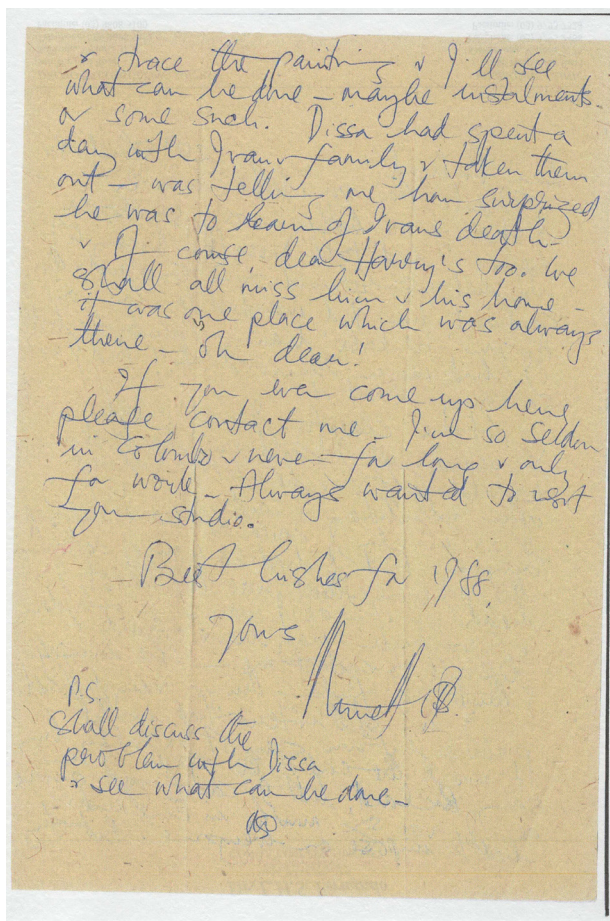 & trace the painting & I'll see
what can be done – maybe instalments
or some such. Dissa had spent a
day with Ivan & family & taken them
out – was telling me how surprized
he was to learn of Ivans death –
& Of course, dear Harry's too. We
shall all miss him & his home –
it was one place which was always
there – oh dear!
If you ever come up here
please contact me – I'm so seldom
in Colombo & never for long & only
for work – Always wanted to visit
your studio.
– Best wishes for 1988.
Yours
P.S.
Shall discuss the
problem with Dissa
& see what can be done –